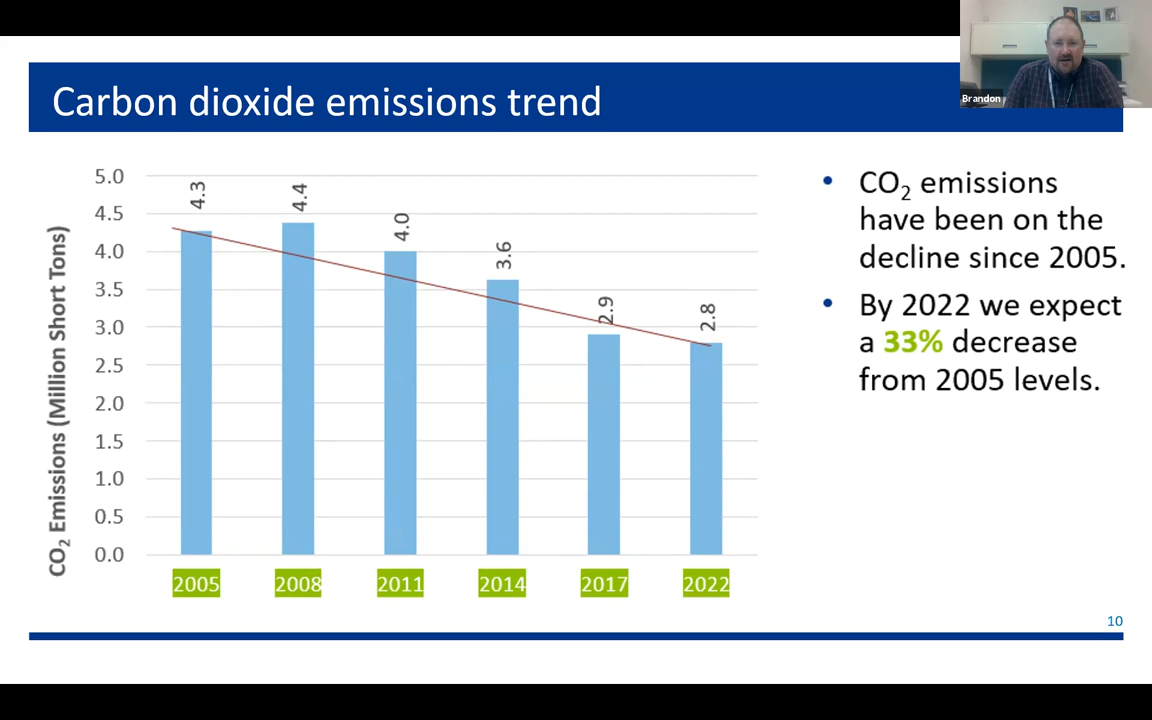 Brandon
Carbon dioxide emissions trend
CO₂ Emissions (Million Short Tons)
5.0
4.5
4.0
3.5
3.0
2.5
2.0
1.5
1.0
0.5
0.0
4.3
4.4
4.0
3.6
2.9
2.8
2005 2008 2011 2014 2017 2022
• CO₂ emissions
have been on the
decline since 2005.
• By 2022 we expect
a 33% decrease
from 2005 levels.
10